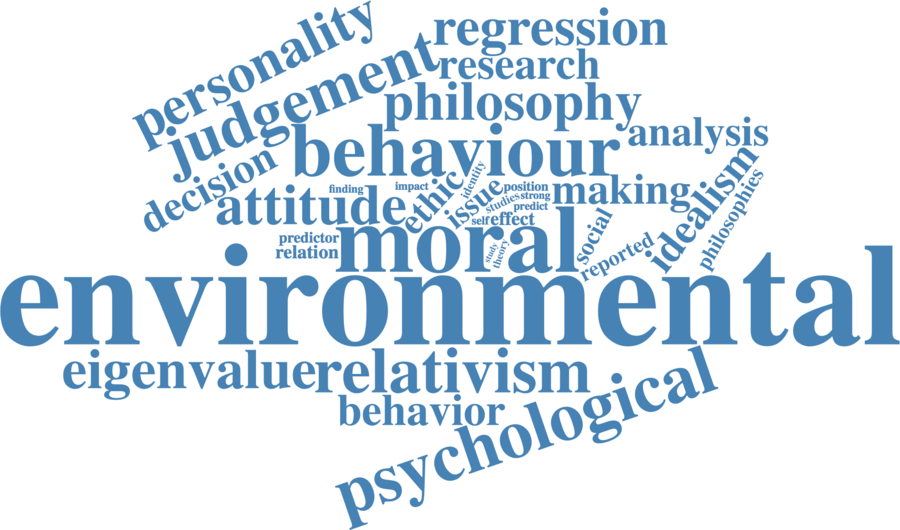 personality
regression
judgement
research
philosophy
behaviour
analysis
decision
attitude
finding
impact
ethic
identity
issue
position
studies
strong
predict
making
idealism
philosophies
self
effect
predictor
relation
moral
study
theory
social
reported
environmental
eigenvalue
relativism
behavior
psychological